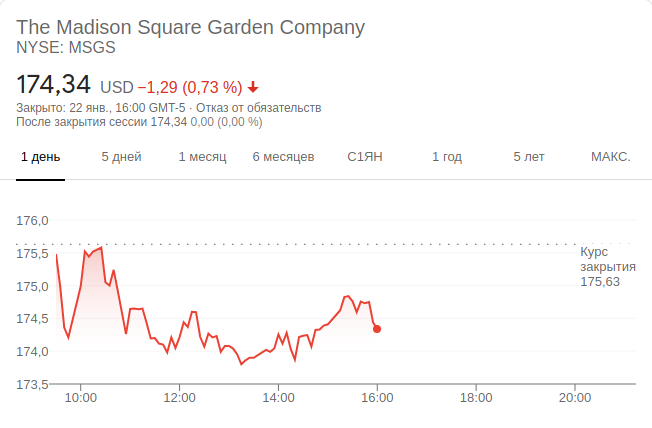 The Madison Square Garden Company
NYSE: MSGS
174,34 USD −1,29 (0,73 %)
Закрыто: 22 янв., 16:00 GMT-5 · Отказ от обязательств
После закрытия сессии 174,34 0,00 (0,00 %)
1 день 5 дней 1 месяц 6 месяцев С1ЯН 1 год 5 лет МАКС.
176,0
175,5
175,0
174,5
174,0
173,5
Курс
закрытия
175,63
10:00 12:00 14:00 16:00 18:00 20:00